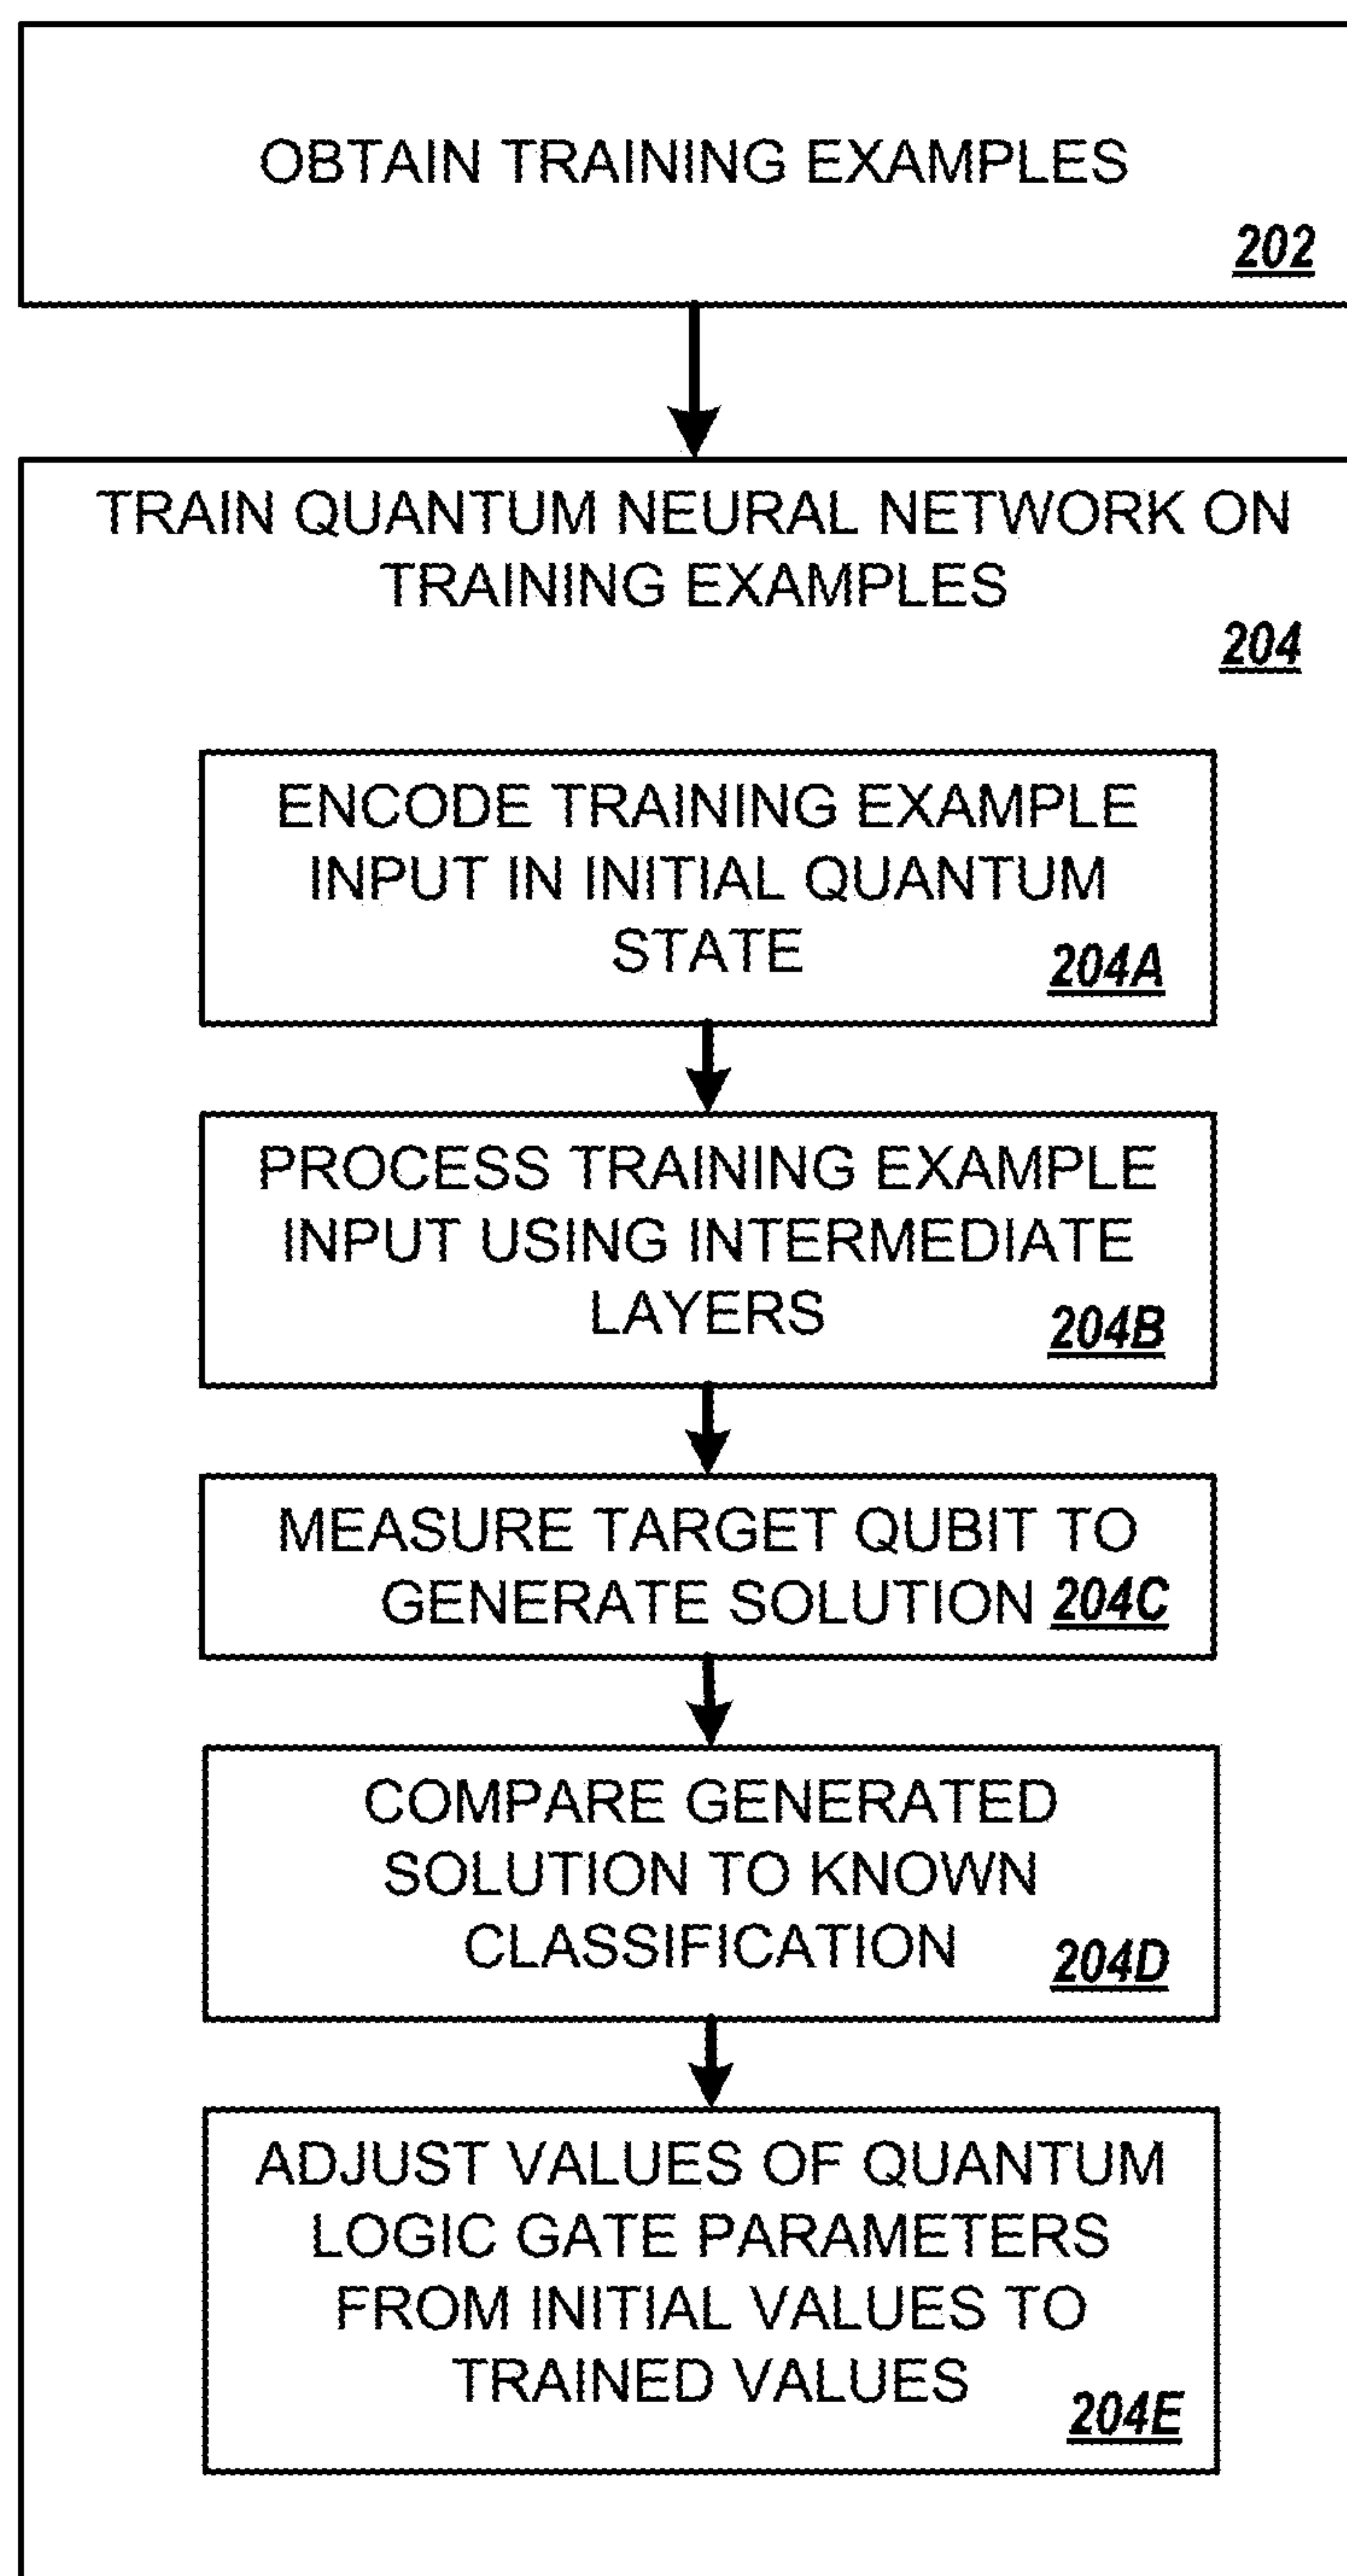 OBTAIN TRAINING EXAMPLES
202
TRAIN QUANTUM NEURAL NETWORK ON
TRAINING EXAMPLES
204
ENCODE TRAINING EXAMPLE
INPUT IN INITIAL QUANTUM
STATE
204A
PROCESS TRAINING EXAMPLE
INPUT USING INTERMEDIATE
LAYERS
204B
MEASURE TARGET QUBIT TO
GENERATE SOLUTION 204C
COMPARE GENERATED
SOLUTION TO KNOWN
CLASSIFICATION
204D
ADJUST VALUES OF QUANTUM
LOGIC GATE PARAMETERS
FROM INITIAL VALUES TO
TRAINED VALUES
204E